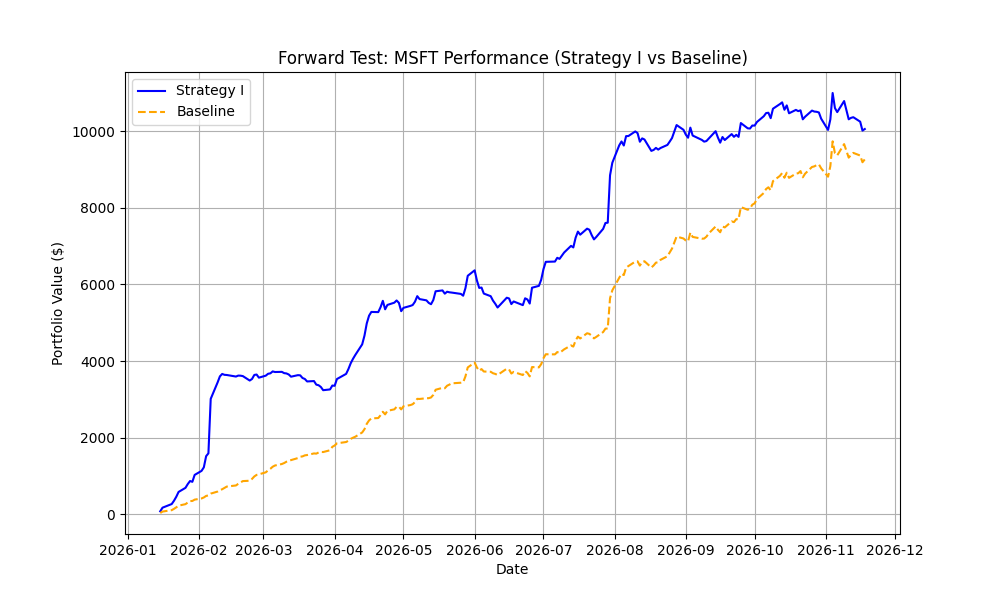 Forward Test: MSFT Performance (Strategy I vs Baseline)
Strategy I
Baseline
Portfolio Value ($)
10000
8000
6000
4000
2000
0
2026-01 2026-02 2026-03 2026-04 2026-05 2026-06 2026-07 2026-08 2026-09 2026-10 2026-11 2026-12
Date